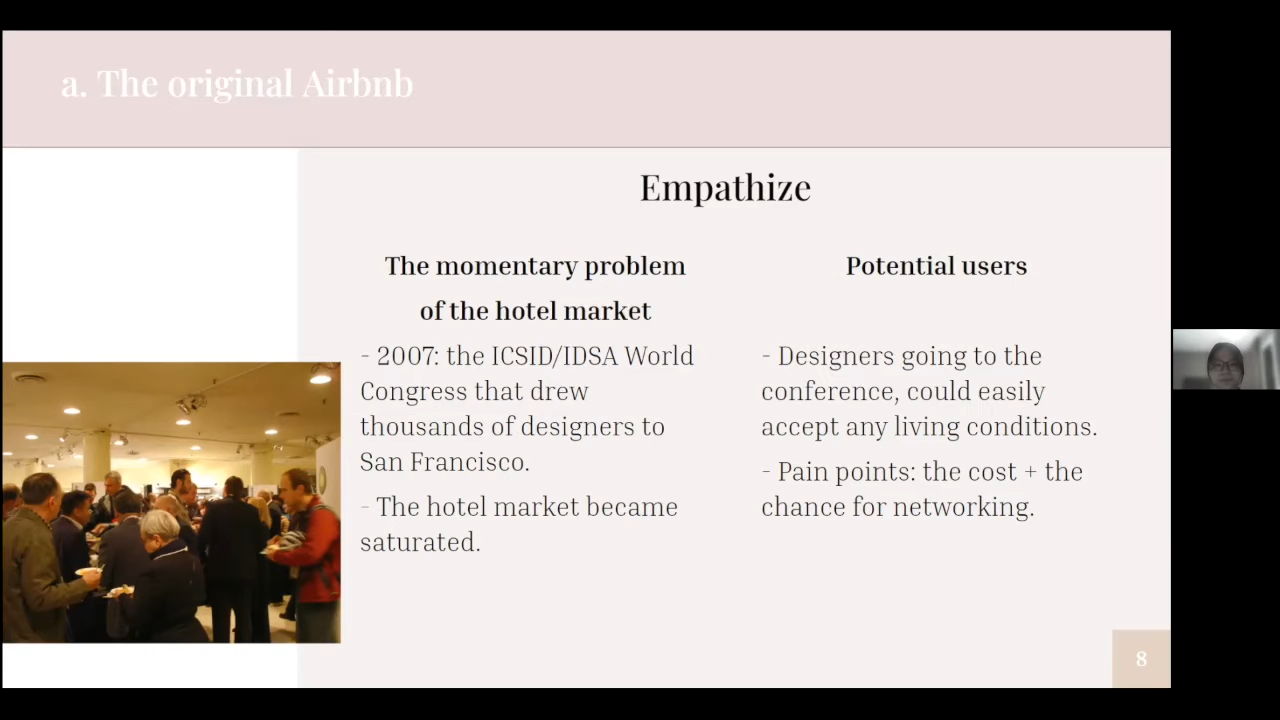 a. The original Airbnb
Empathize
The momentary problem
of the hotel market
- 2007: the ICSID/IDSA World
Congress that drew
thousands of designers to
San Francisco.
- The hotel market became
saturated.
Potential users
- Designers going to the
conference, could easily
accept any living conditions.
- Pain points: the cost + the
chance for networking.
8